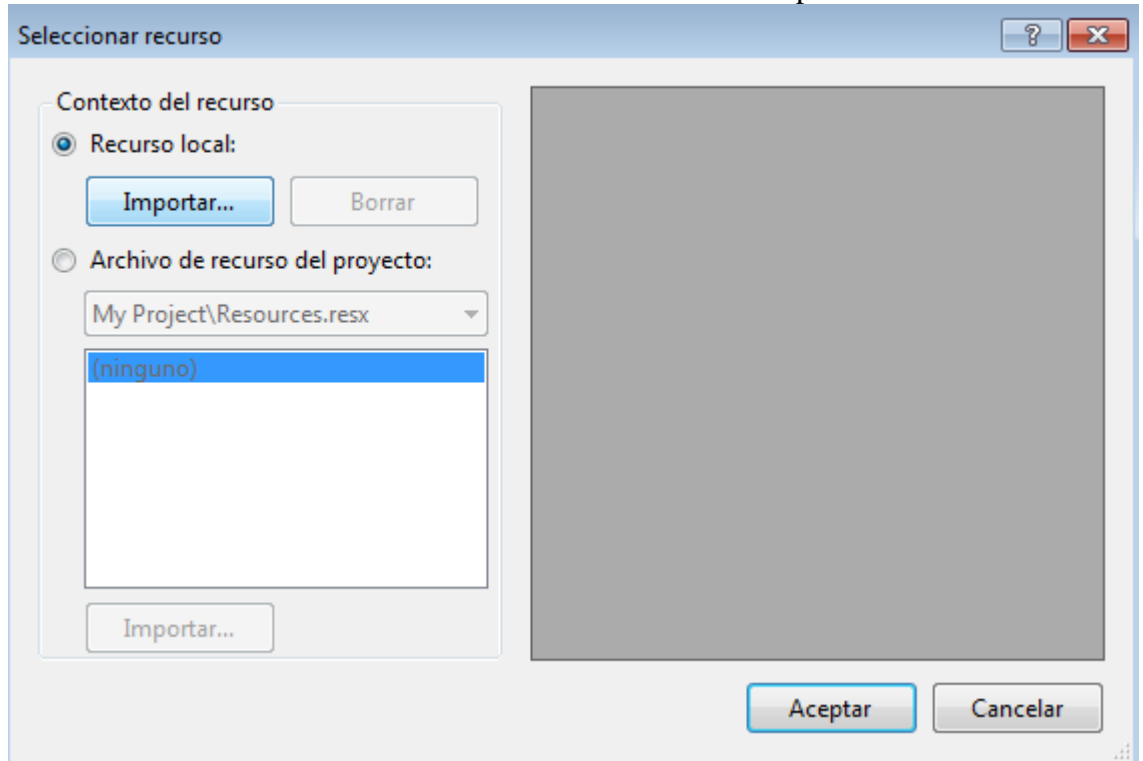 Seleccionar recurso
Contexto del recurso
Recurso local:
Importar... Borrar
Archivo de recurso del proyecto:
My Project\Resources.resx
(ninguno)
Importar...
Aceptar Cancelar